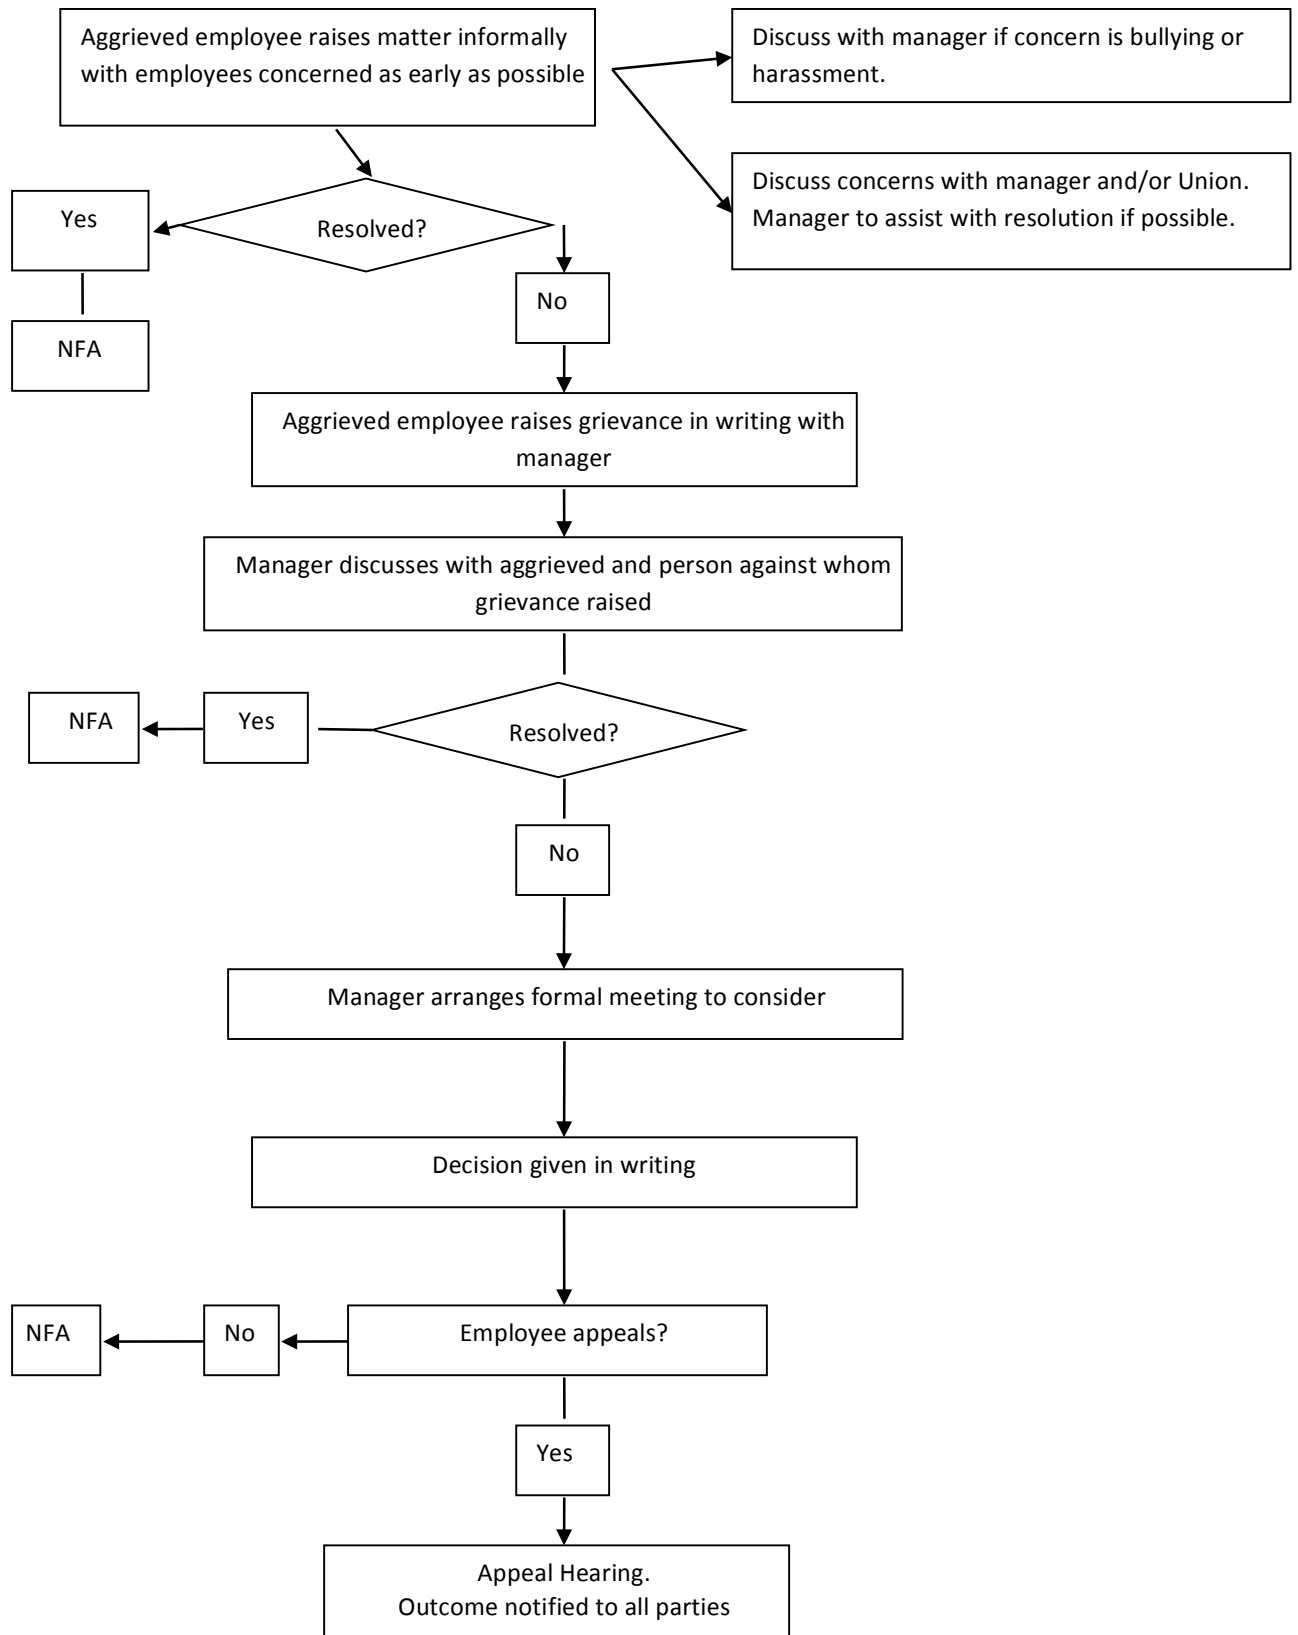 Aggrieved employee raises matter informally
with employees concerned as early as possible
Discuss with manager if concern is bullying or
harassment.
Discuss concerns with manager and/or Union.
Manager to assist with resolution if possible.
Resolved?
Yes
NFA
No
Aggrieved employee raises grievance in writing with
manager
Manager discusses with aggrieved and person against whom
grievance raised
Resolved?
Yes
NFA
No
Manager arranges formal meeting to consider
Decision given in writing
Employee appeals?
No
NFA
Yes
Appeal Hearing.
Outcome notified to all parties